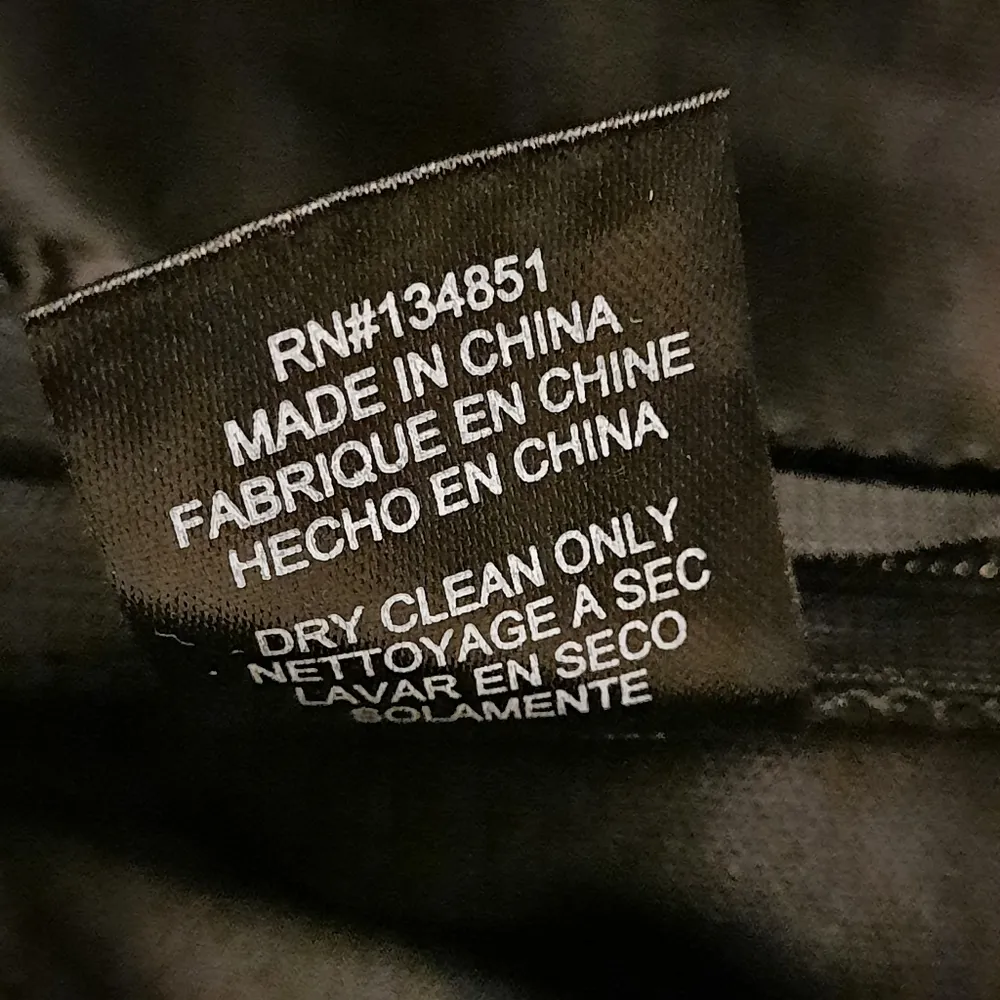 RN#134851
MADE IN CHINA
FABRIQUE EN CHINE
HECHO EN CHINA
DRY CLEAN ONLY
NETTOYAGE A SEC
LAVAR EN SECO
SOLAMENTE